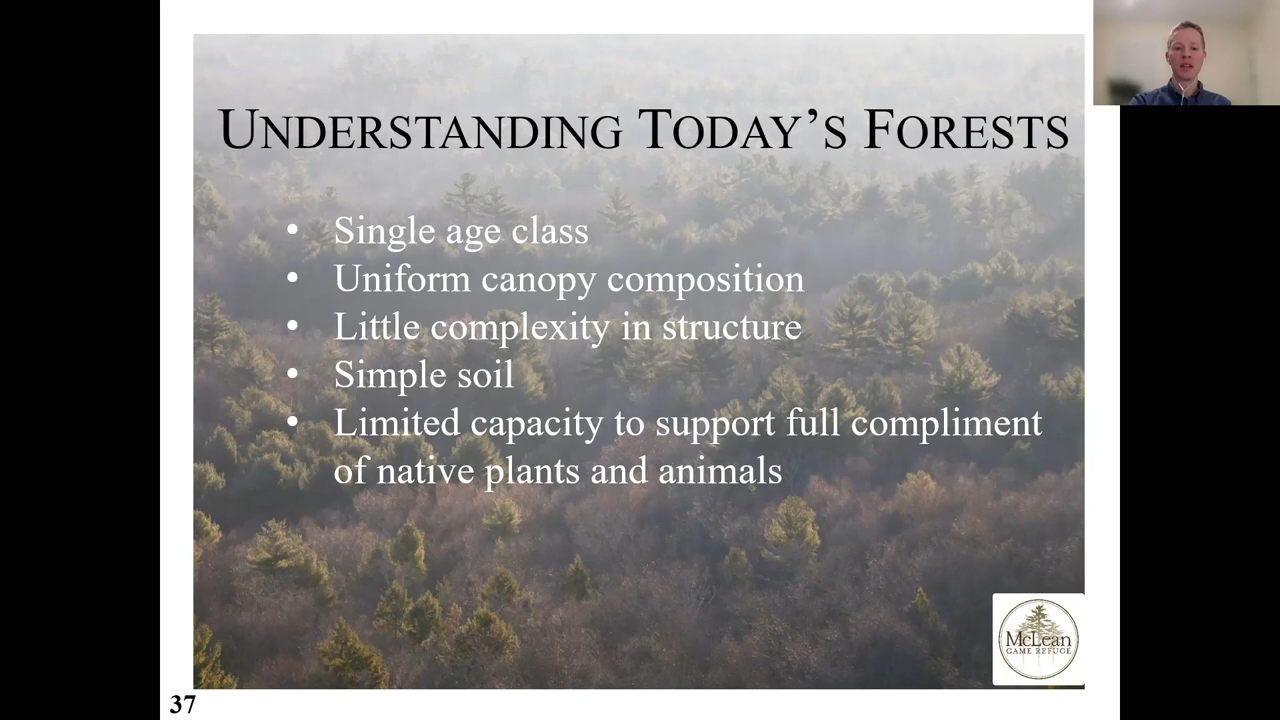 UNDERSTANDING TODAY'S FORESTS
• Single age class
• Uniform canopy composition
• Little complexity in structure
• Simple soil
• Limited capacity to support full compliment
of native plants and animals
McLean
GAME REFUGE
37